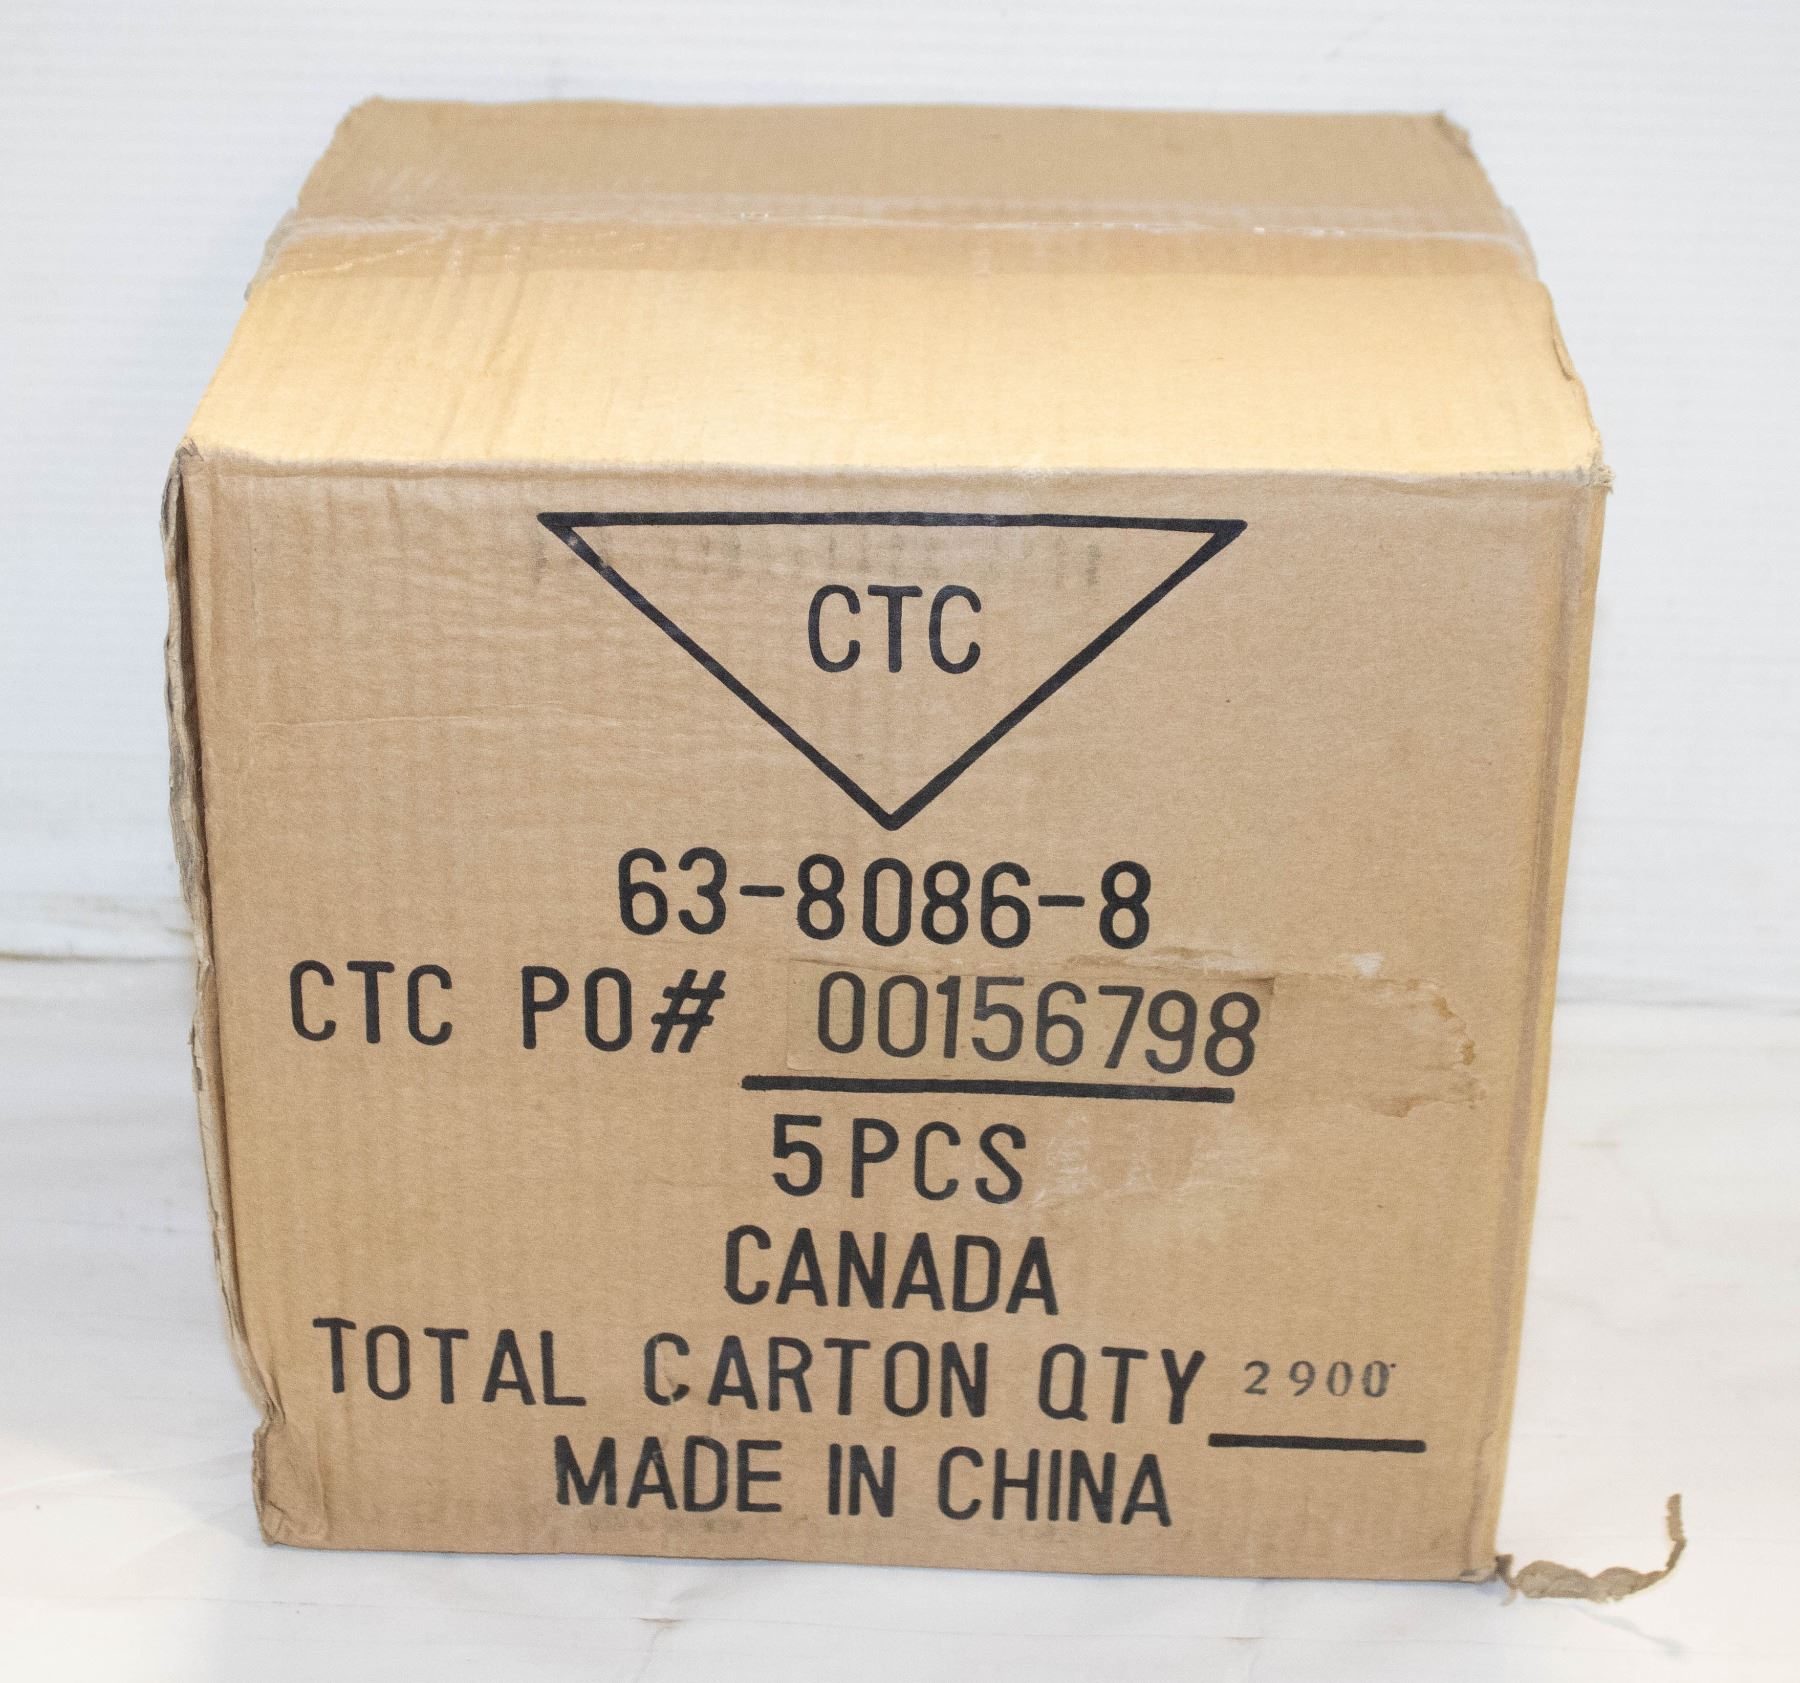 CTC
63-8086-8
CTC PO# 00156798
5PCS
CANADA
TOTAL CARTON QTY 2900
MADE IN CHINA